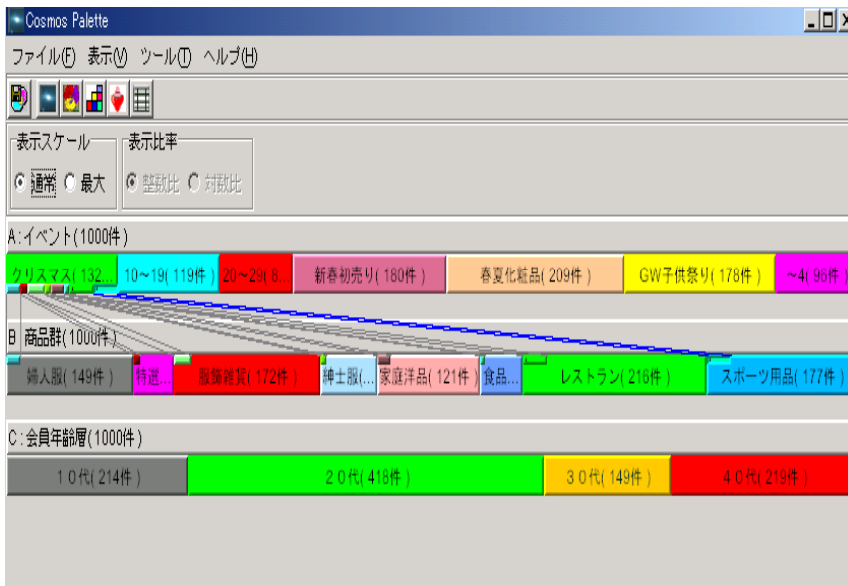 Cosmos Palette
ファイル(F) 表示(V) ツール(T) ヘルプ(H)
表示スケール 表示比率
通常 最大 整数比 対数比
A:イベント(1000件)
クリスマス( 132... 10～19( 119件 ) 20～29( 8... 新春初売り( 180件 ) 春夏化粧品( 209件 ) GW子供祭り( 178件 ) ～4( 96件 )
B 商品群(1000件)
婦人服( 149件 ) 特選... 服飾雑貨( 172件 ) 紳士服(... 家庭洋品( 121件 ) 食品... レストラン( 216件 ) スポーツ用品( 177件 )
C:会員年齢層(1000件)
１０代( 214件 ) ２０代( 418件 ) ３０代( 149件 ) ４０代( 219件 )